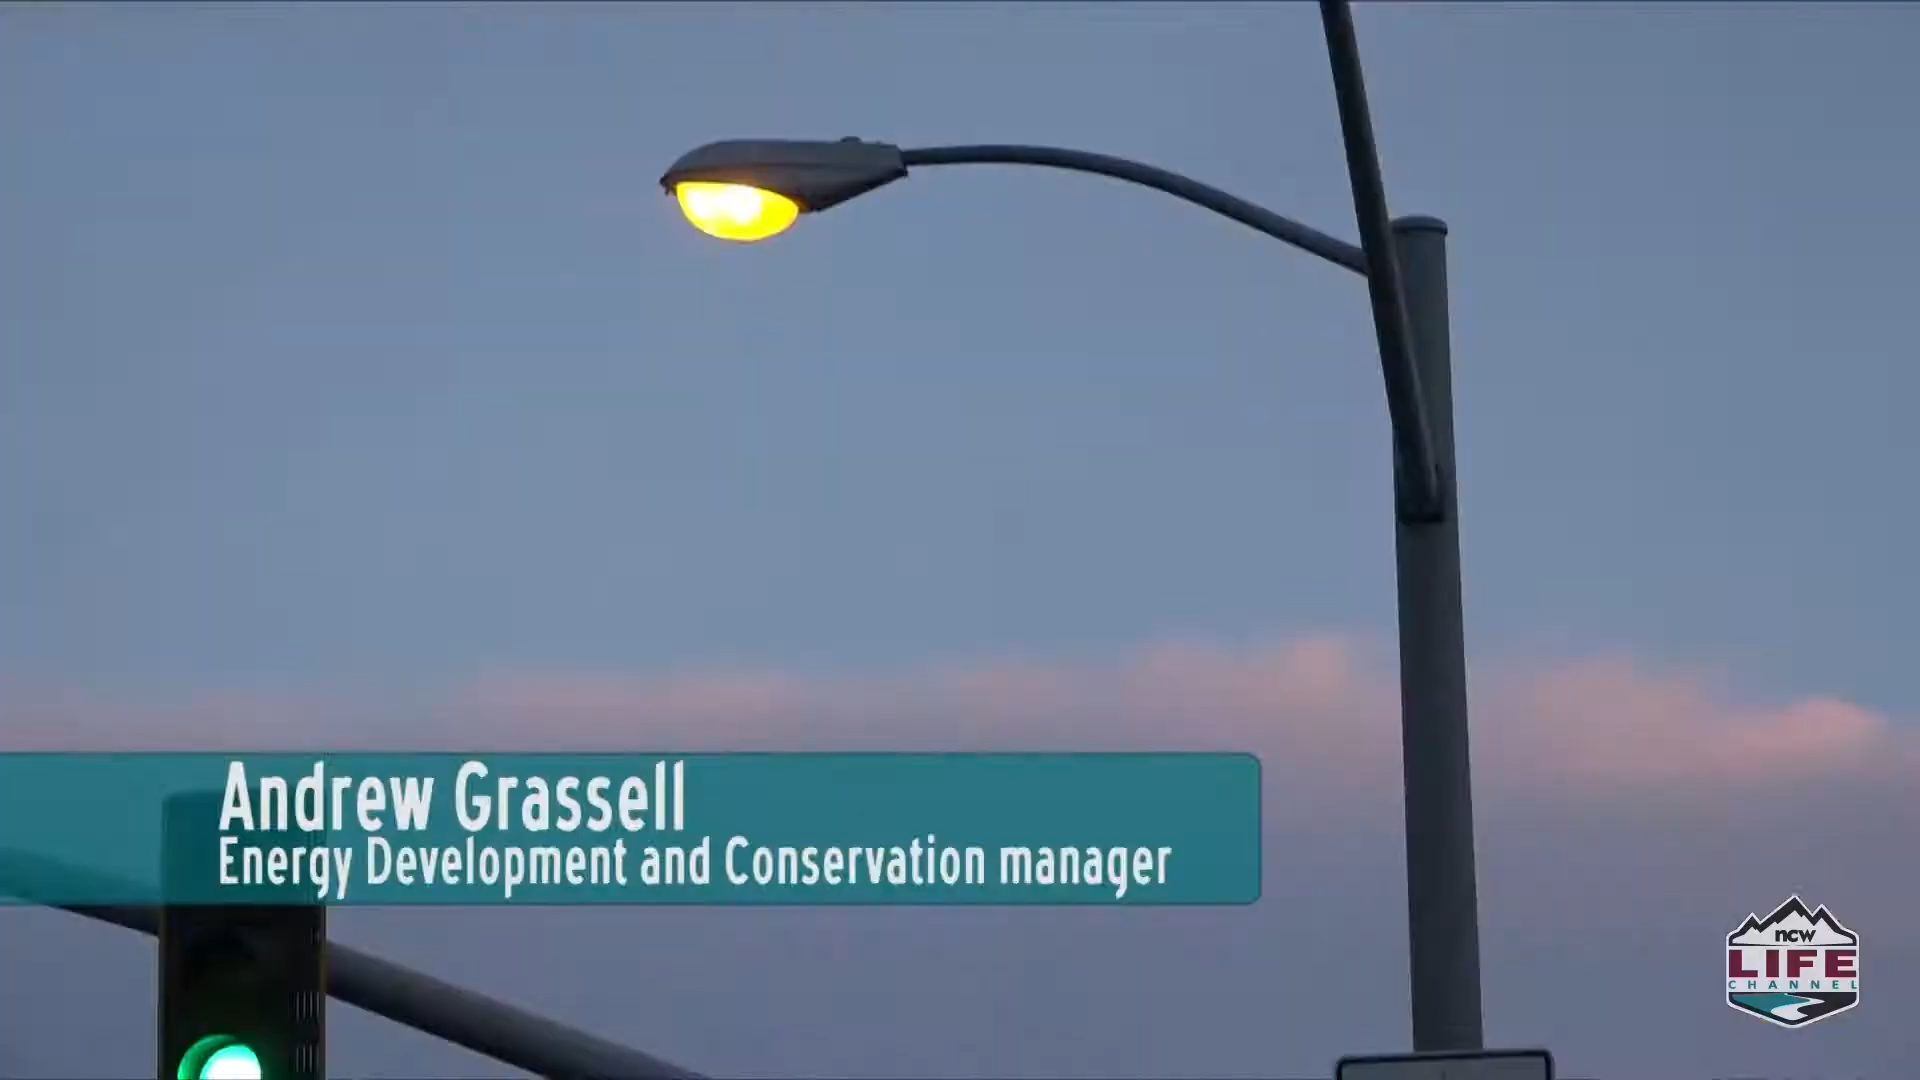 Andrew Grassell
Energy Development and Conservation manager
ncw
LIFE
CHANNEL